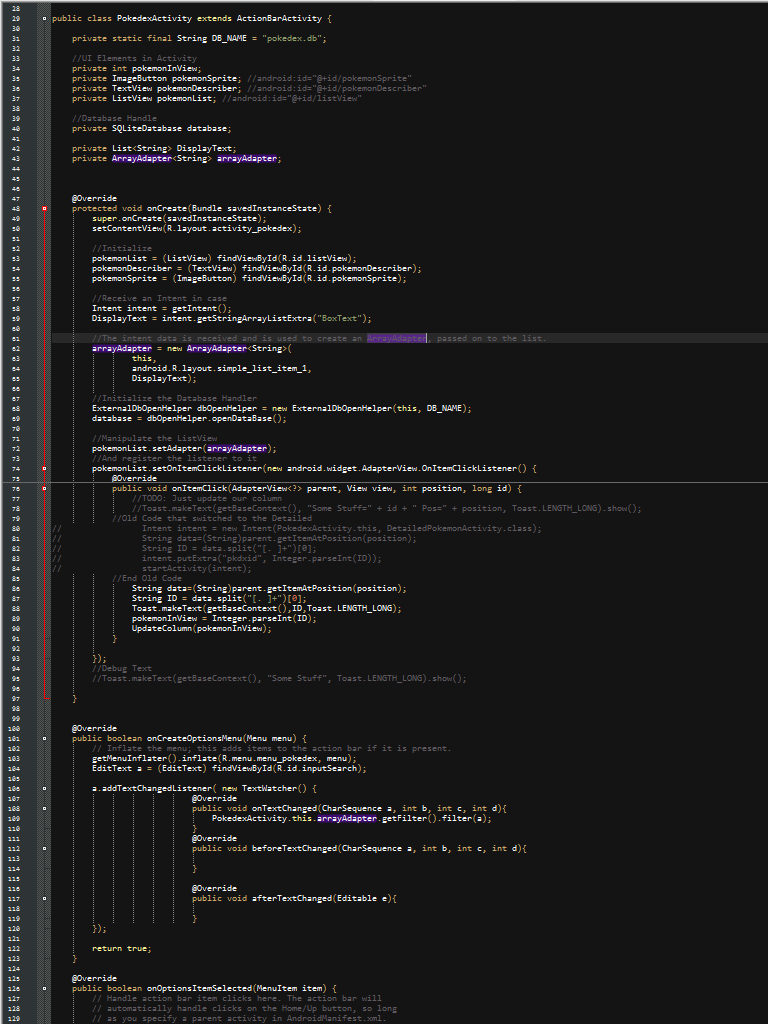 28
29 public class PokedexActivity extends ActionBarActivity {
30
31 private static final String DB_NAME = "pokedex.db";
32
33 //UI Elements in Activity
34 private int pokemonInView;
35 private ImageButton pokemonSprite; //android:id="@+id/pokemonSprite"
36 private TextView pokemonDescriber; //android:id="@+id/pokemonDescriber"
37 private ListView pokemonList; //android:id="@+id/listView"
38
39 //Database Handle
40 private SQLiteDatabase database;
41
42 private List<String> DisplayText;
43 private ArrayAdapter<String> arrayAdapter;
44
45
46
47 @Override
48 protected void onCreate(Bundle savedInstanceState) {
49 super.onCreate(savedInstanceState);
50 setContentView(R.layout.activity_pokedex);
51
52 //Initialize
53 pokemonList = (ListView) findViewById(R.id.listView);
54 pokemonDescriber = (TextView) findViewById(R.id.pokemonDescriber);
55 pokemonSprite = (ImageButton) findViewById(R.id.pokemonSprite);
56
57 //Receive an Intent in case
58 Intent intent = getIntent();
59 DisplayText = intent.getStringArrayListExtra("BoxText");
60
61 //The intent data is received and is used to create an ArrayAdapter, passed on to the list.
62 arrayAdapter = new ArrayAdapter<String>(
63 this,
64 android.R.layout.simple_list_item_1,
65 DisplayText);
66
67 //Initialize the Database Handler
68 ExternalDbOpenHelper dbOpenHelper = new ExternalDbOpenHelper(this, DB_NAME);
69 database = dbOpenHelper.openDataBase();
70
71 //Manipulate the ListView
72 pokemonList.setAdapter(arrayAdapter);
73 //And register the listener to it
74 pokemonList.setOnItemClickListener(new android.widget.AdapterView.OnItemClickListener() {
75 @Override
76 public void onItemClick(AdapterView<?> parent, View view, int position, long id) {
77 //TODO: Just update our column
78 //Toast.makeText(getBaseContext(), "Some Stuff=" + id + " Pos=" + position, Toast.LENGTH_LONG).show();
79 //Old Code that switched to the Detailed
80 // Intent intent = new Intent(PokedexActivity.this, DetailedPokemonActivity.class);
81 // String data=(String)parent.getItemAtPosition(position);
82 // String ID = data.split("[. ]+")[0];
83 // intent.putExtra("pkdxid", Integer.parseInt(ID));
84 // startActivity(intent);
85 //End Old Code
86 String data=(String)parent.getItemAtPosition(position);
87 String ID = data.split("[. ]+")[0];
88 Toast.makeText(getBaseContext(),ID,Toast.LENGTH_LONG);
89 pokemonInView = Integer.parseInt(ID);
90 UpdateColumn(pokemonInView);
91 }
92
93 });
94 //Debug Text
95 //Toast.makeText(getBaseContext(), "Some Stuff", Toast.LENGTH_LONG).show();
96
97 }
98
99
100 @Override
101 public boolean onCreateOptionsMenu(Menu menu) {
102 // Inflate the menu; this adds items to the action bar if it is present.
103 getMenuInflater().inflate(R.menu.menu_pokedex, menu);
104 EditText a = (EditText) findViewById(R.id.inputSearch);
105
106 a.addTextChangedListener( new TextWatcher() {
107 @Override
108 public void onTextChanged(CharSequence a, int b, int c, int d){
109 PokedexActivity.this.arrayAdapter.getFilter().filter(a);
110 }
111 @Override
112 public void beforeTextChanged(CharSequence a, int b, int c, int d){
113
114 }
115
116 @Override
117 public void afterTextChanged(Editable e){
118
119 }
120 });
121
122 return true;
123 }
124
125 @Override
126 public boolean onOptionsItemSelected(MenuItem item) {
127 // Handle action bar item clicks here. The action bar will
128 // automatically handle clicks on the Home/Up button, so long
129 // as you specify a parent activity in AndroidManifest.xml.